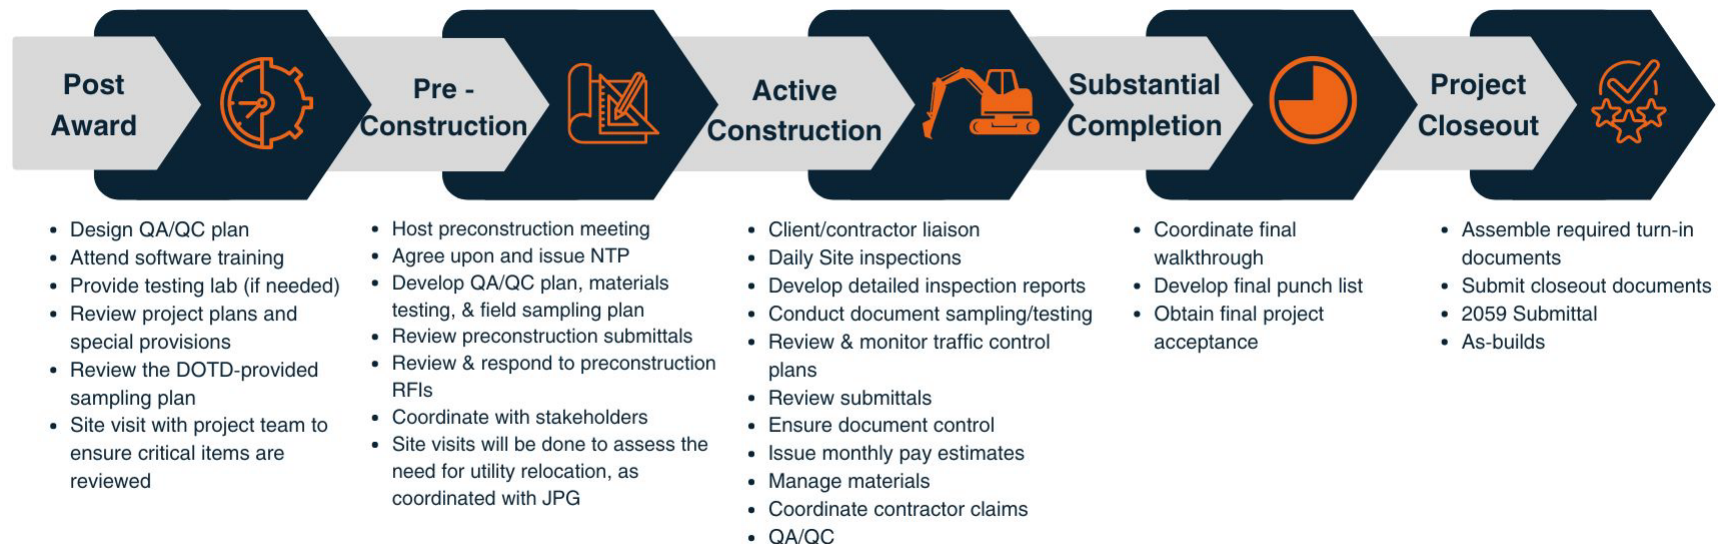 Post
Award
Pre -
Construction
Active
Construction
Substantial
Completion
Project
Closeout
• Design QA/QC plan
• Attend software training
• Provide testing lab (if needed)
• Review project plans and
special provisions
• Review the DOTD-provided
sampling plan
• Site visit with project team to
ensure critical items are
reviewed
• Host preconstruction meeting
• Agree upon and issue NTP
• Develop QA/QC plan, materials
testing, & field sampling plan
• Review preconstruction submittals
• Review & respond to preconstruction
RFIs
• Coordinate with stakeholders
• Site visits will be done to assess the
need for utility relocation, as
coordinated with JPG
• Client/contractor liaison
• Daily Site inspections
• Develop detailed inspection reports
• Conduct document sampling/testing
• Review & monitor traffic control
plans
• Review submittals
• Ensure document control
• Issue monthly pay estimates
• Manage materials
• Coordinate contractor claims
• QA/QC
• Coordinate final
walkthrough
• Develop final punch list
• Obtain final project
acceptance
• Assemble required turn-in
documents
• Submit closeout documents
• 2059 Submittal
• As-builds